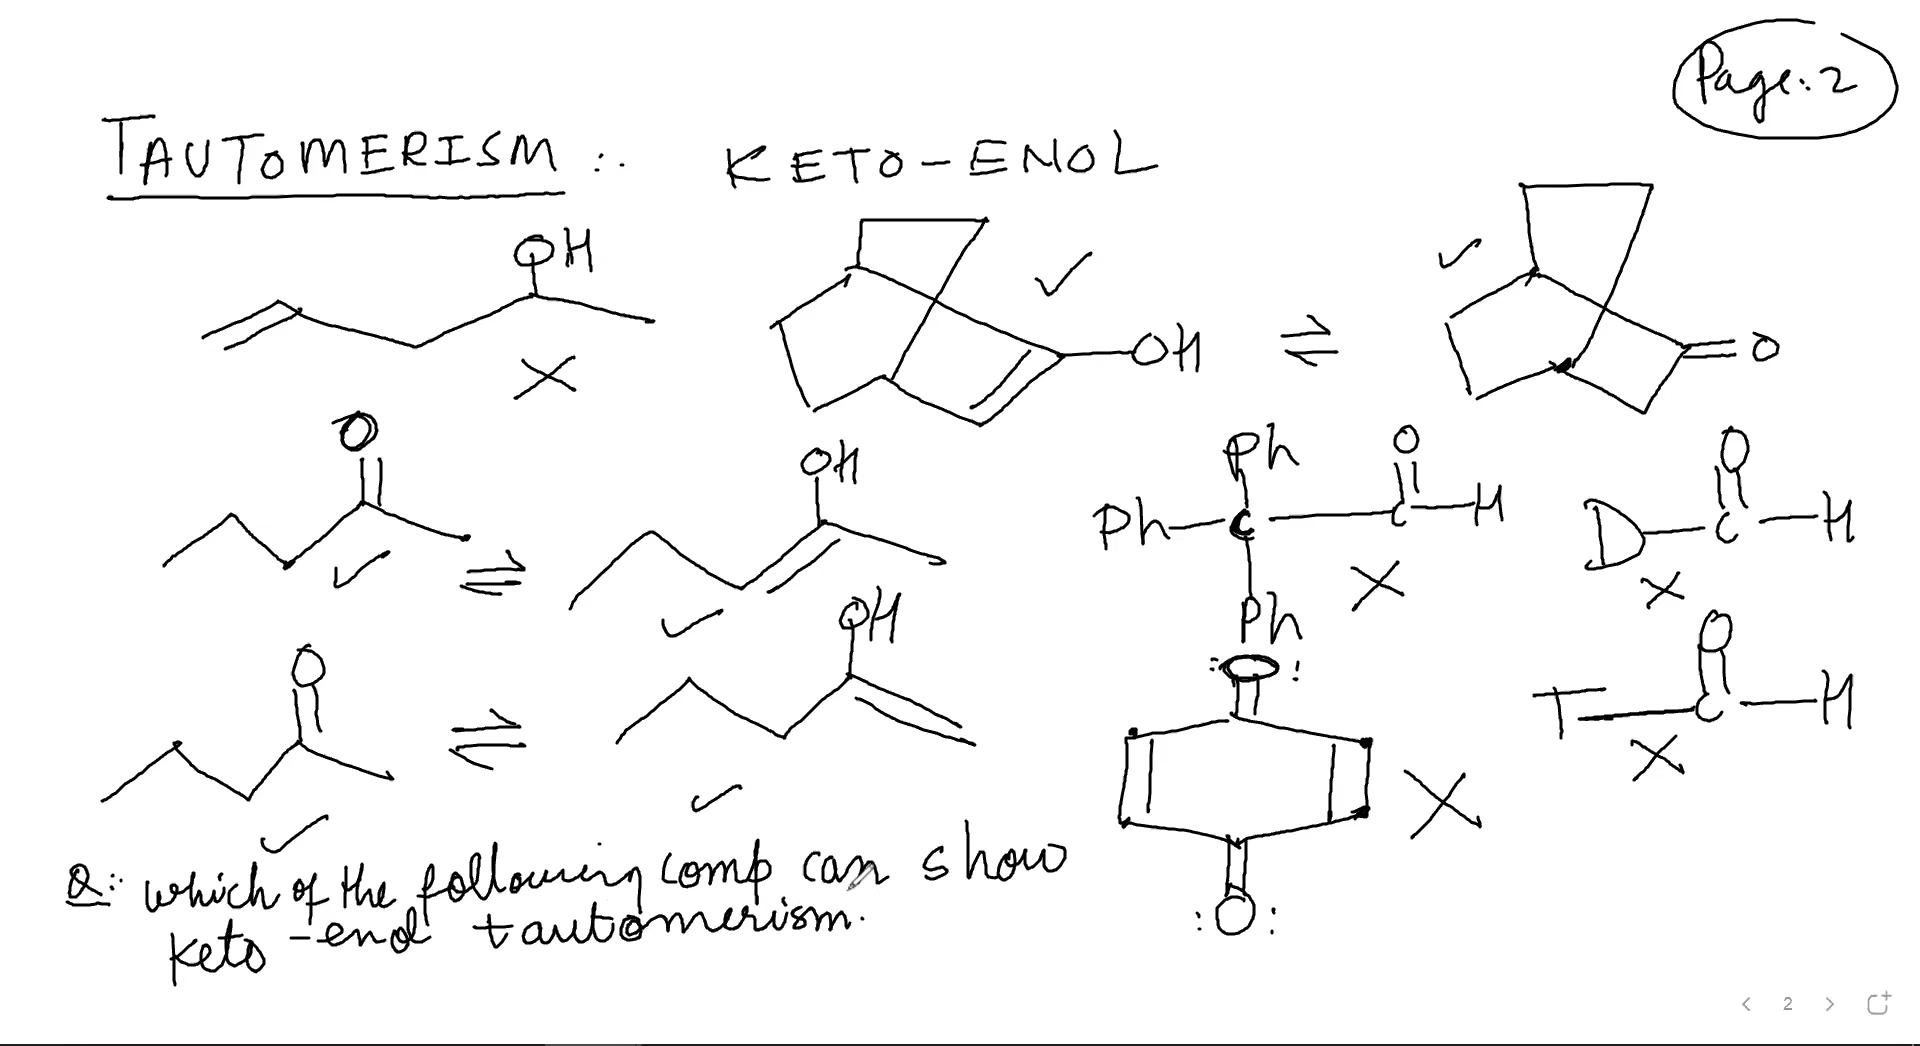 Page:2
TAUTOMERISM :. KETO-ENOL
OH
OH
O
O
OH
Ph
Ph C C H
O
Ph
D C H
O
O
OH
O
T C H
O
O
Q: which of the following comp can show
keto-enol tautomerism.
2